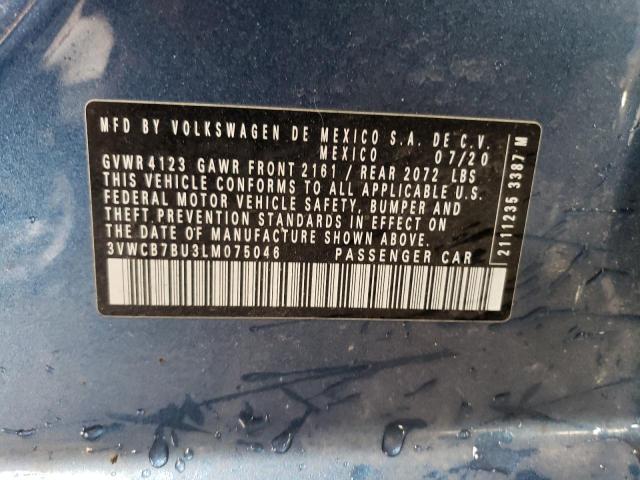 MFD BY VOLKSWAGEN DE MEXICO S.A. DE C.V.
MEXICO 07/20
GVWR 4123 GAWR FRONT 2161 / REAR 2072 LBS
THIS VEHICLE CONFORMS TO ALL APPLICABLE U.S.
FEDERAL MOTOR VEHICLE SAFETY, BUMPER AND
THEFT PREVENTION STANDARDS IN EFFECT ON
THE DATE OF MANUFACTURE SHOWN ABOVE
3VWCB7BU3LM075046 PASSENGER CAR
2111235 3387 M